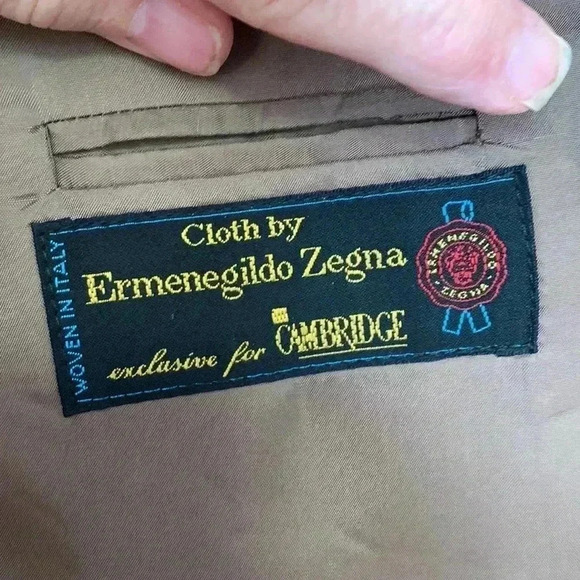 Cloth by
Ermenegildo Zegna
exclusive for CAMBRIDGE
WOVEN IN ITALY
ERMENEGILDO
ZEGNA